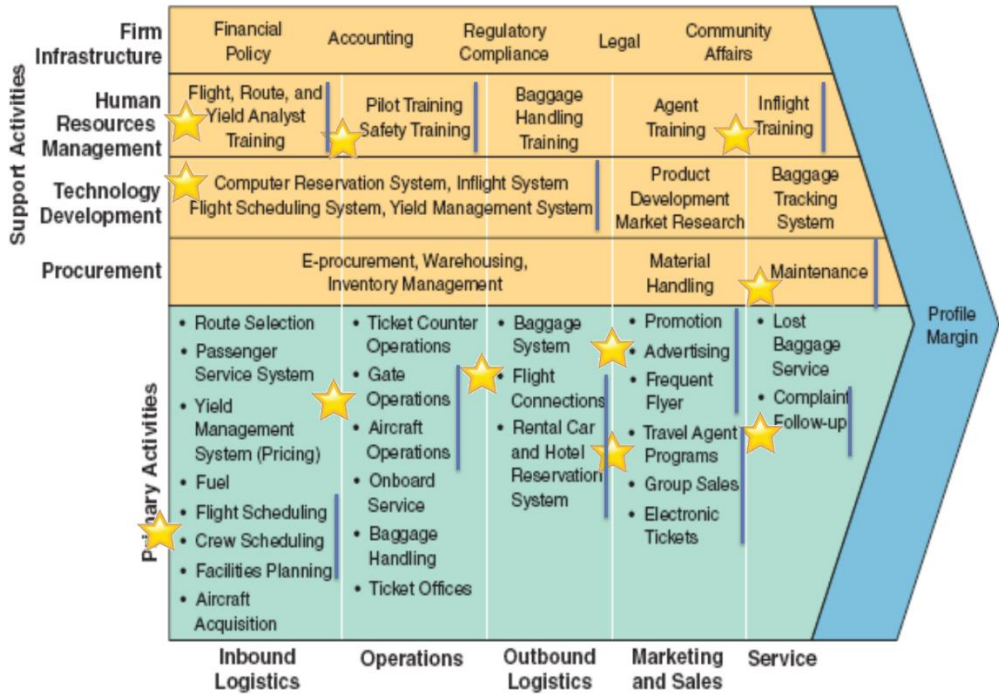 Support Activities
Firm
Infrastructure
Financial
Policy
Accounting
Regulatory
Compliance
Legal
Community
Affairs
Human
Resources
Management
Flight, Route, and
Yield Analyst
Training
Pilot Training
Safety Training
Baggage
Handling
Training
Agent
Training
Inflight
Training
Technology
Development
Computer Reservation System, Inflight System
Flight Scheduling System, Yield Management System
Product
Development
Market Research
Baggage
Tracking
System
Procurement
E-procurement, Warehousing,
Inventory Management
Material
Handling
Maintenance
Primary Activities
• Route Selection
• Passenger
Service System
• Yield
Management
System (Pricing)
• Fuel
• Flight Scheduling
• Crew Scheduling
• Facilities Planning
• Aircraft
Acquisition
• Ticket Counter
Operations
• Gate
Operations
• Aircraft
Operations
• Onboard
Service
• Baggage
Handling
• Ticket Offices
• Baggage
System
• Flight
Connections
• Rental Car
and Hotel
Reservation
System
• Promotion
• Advertising
• Frequent
Flyer
• Travel Agent
Programs
• Group Sales
• Electronic
Tickets
• Lost
Baggage
Service
• Complaint
Follow-up
Profile
Margin
Inbound
Logistics
Operations
Outbound
Logistics
Marketing
and Sales
Service